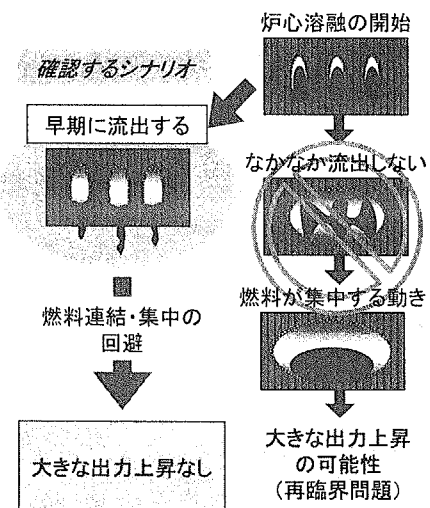 炉心溶融の開始
確認するシナリオ
早期に流出する
なかなか流出しない
燃料連結・集中の
回避
燃料が集中する動き
大きな出力上昇なし
大きな出力上昇
の可能性
(再臨界問題)